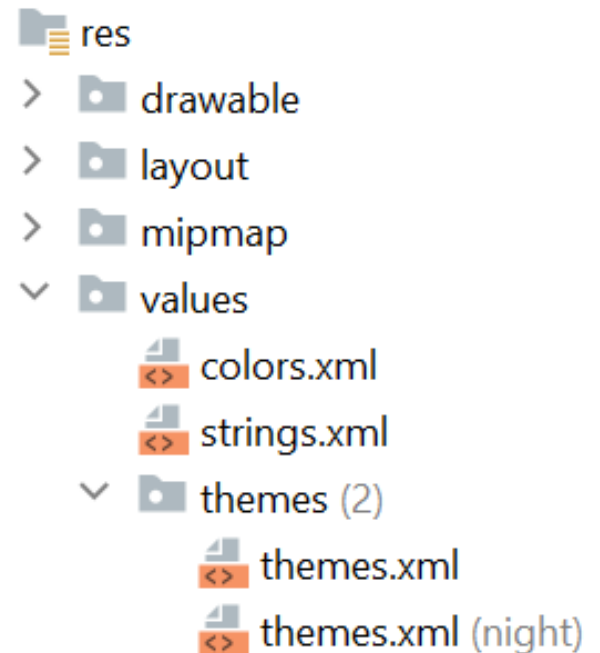 res
drawable
layout
mipmap
values
colors.xml
strings.xml
themes (2)
themes.xml
themes.xml (night)